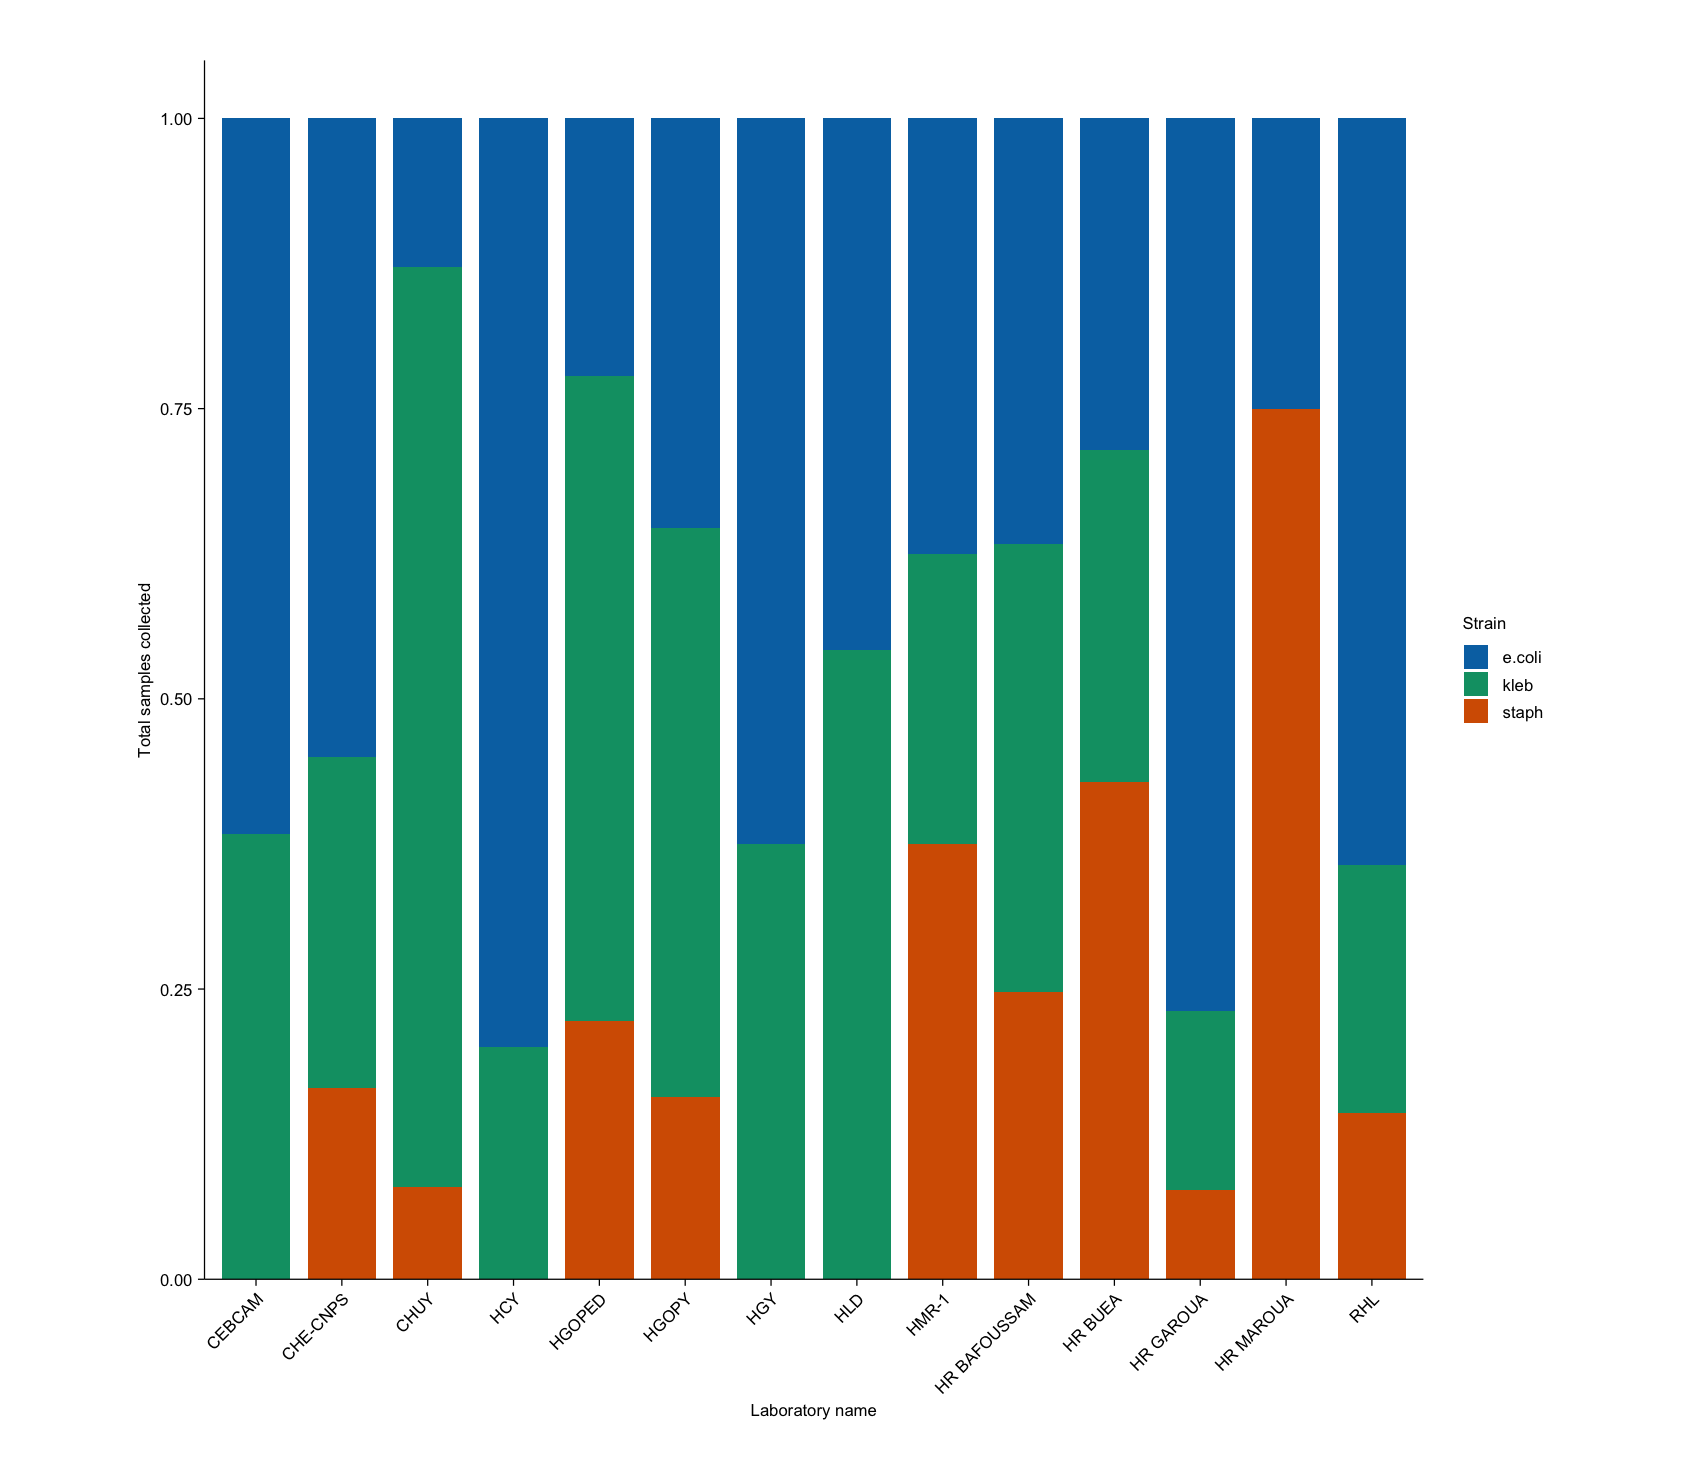 1.00
0.75
0.50
0.25
0.00
Total samples collected
CEBCAM
CHE-CNPS
CHUY
HCY
HGOPED
HGOPY
HGY
HLD
HMR-1
HR BAFOUSSAM
HR BUEA
HR GAROUA
HR MAROUA
RHL
Laboratory name
Strain
e.coli
kleb
staph